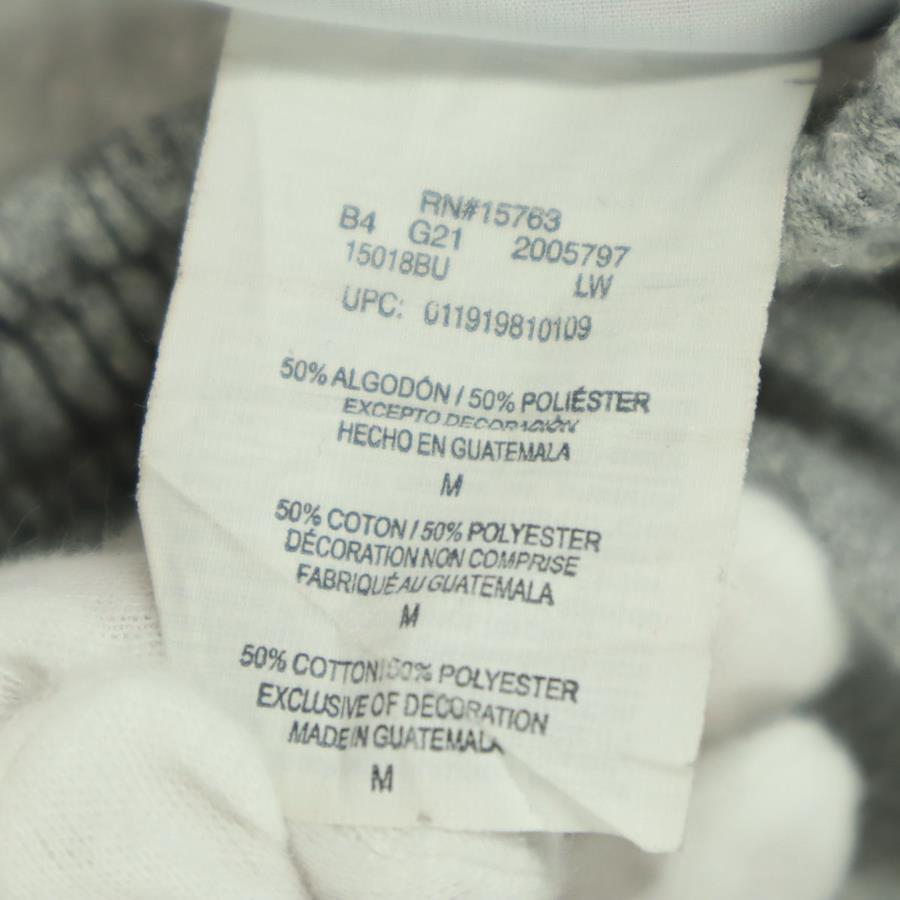 RN#15763
B4 G21 2005797
15018BU LW
UPC: 011919810109
50% ALGODÓN / 50% POLIÉSTER
EXCEPTO DECORACIÓN
HECHO EN GUATEMALA
M
50% COTON / 50% POLYESTER
DÉCORATION NON COMPRISE
FABRIQUÉ AU GUATEMALA
M
50% COTTON/50% POLYESTER
EXCLUSIVE OF DECORATION
MADE IN GUATEMALA
M